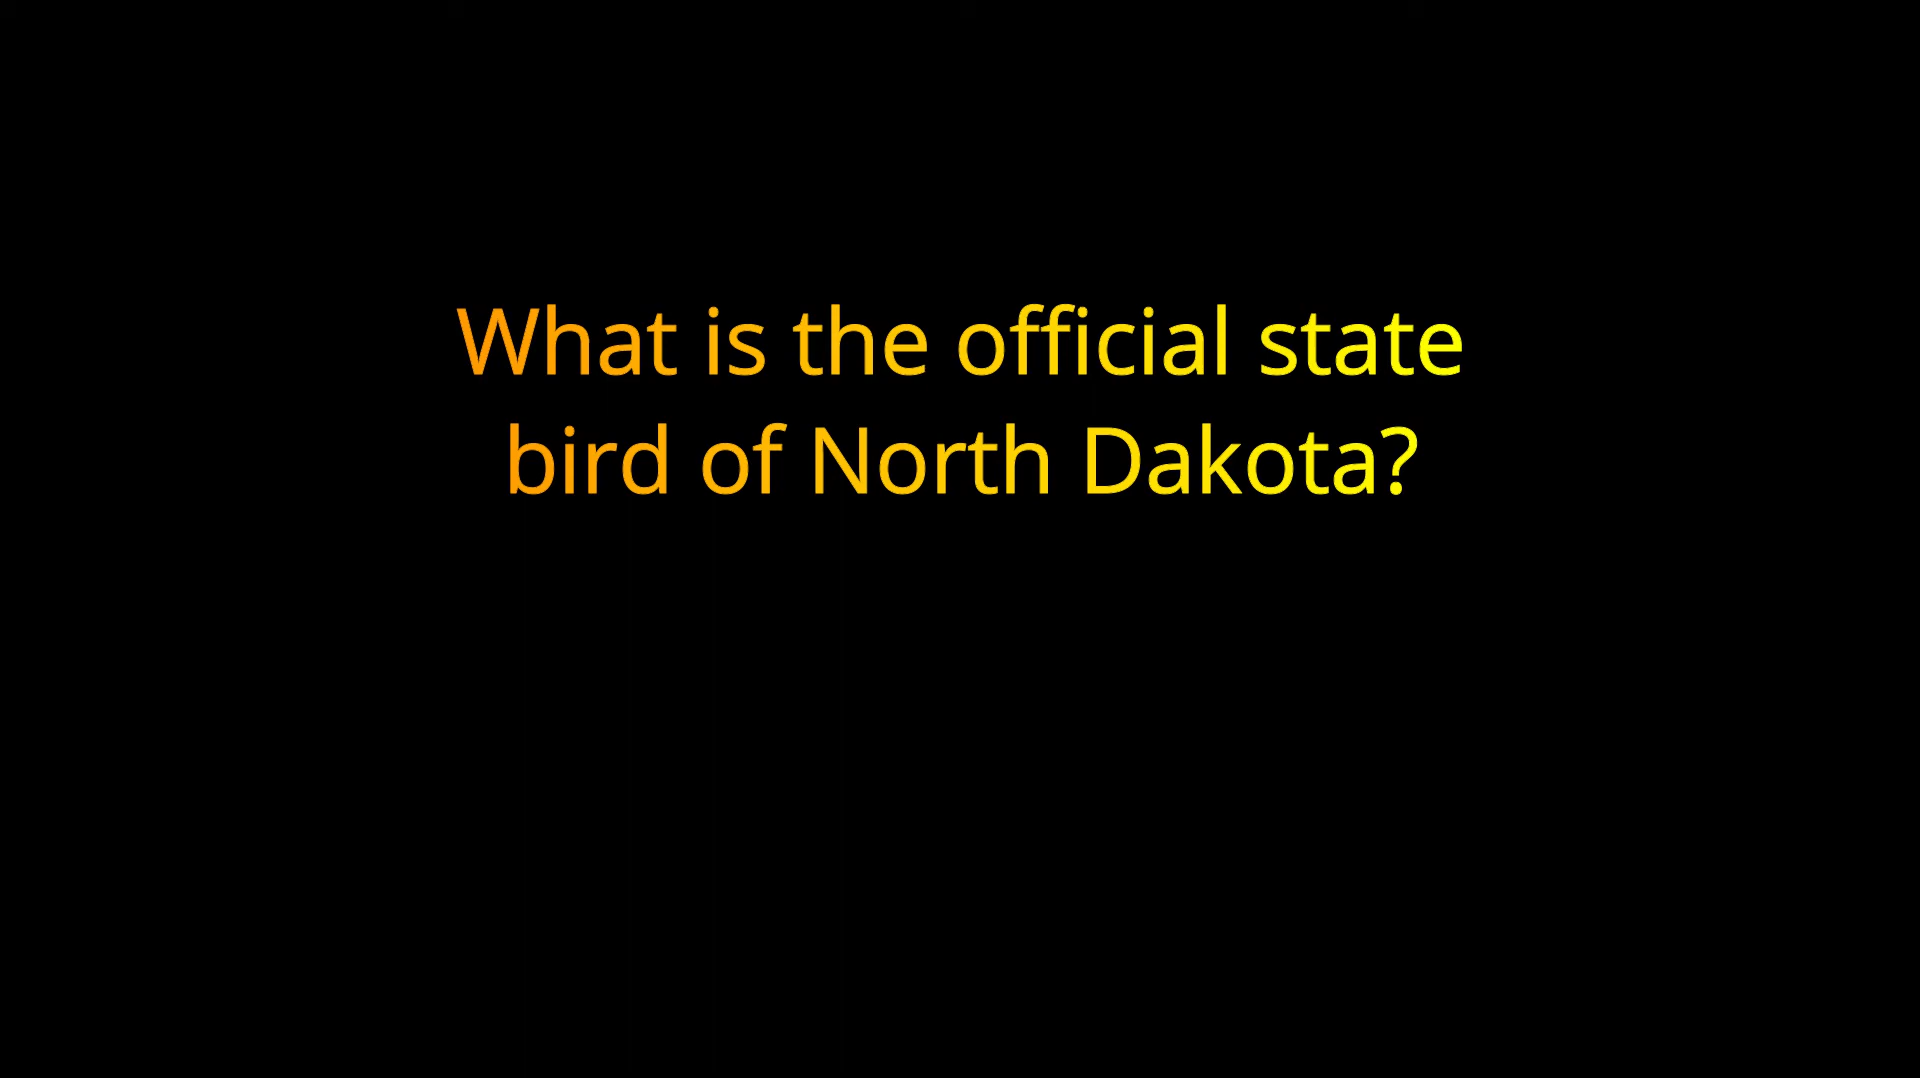 What is the official state
bird of North Dakota?